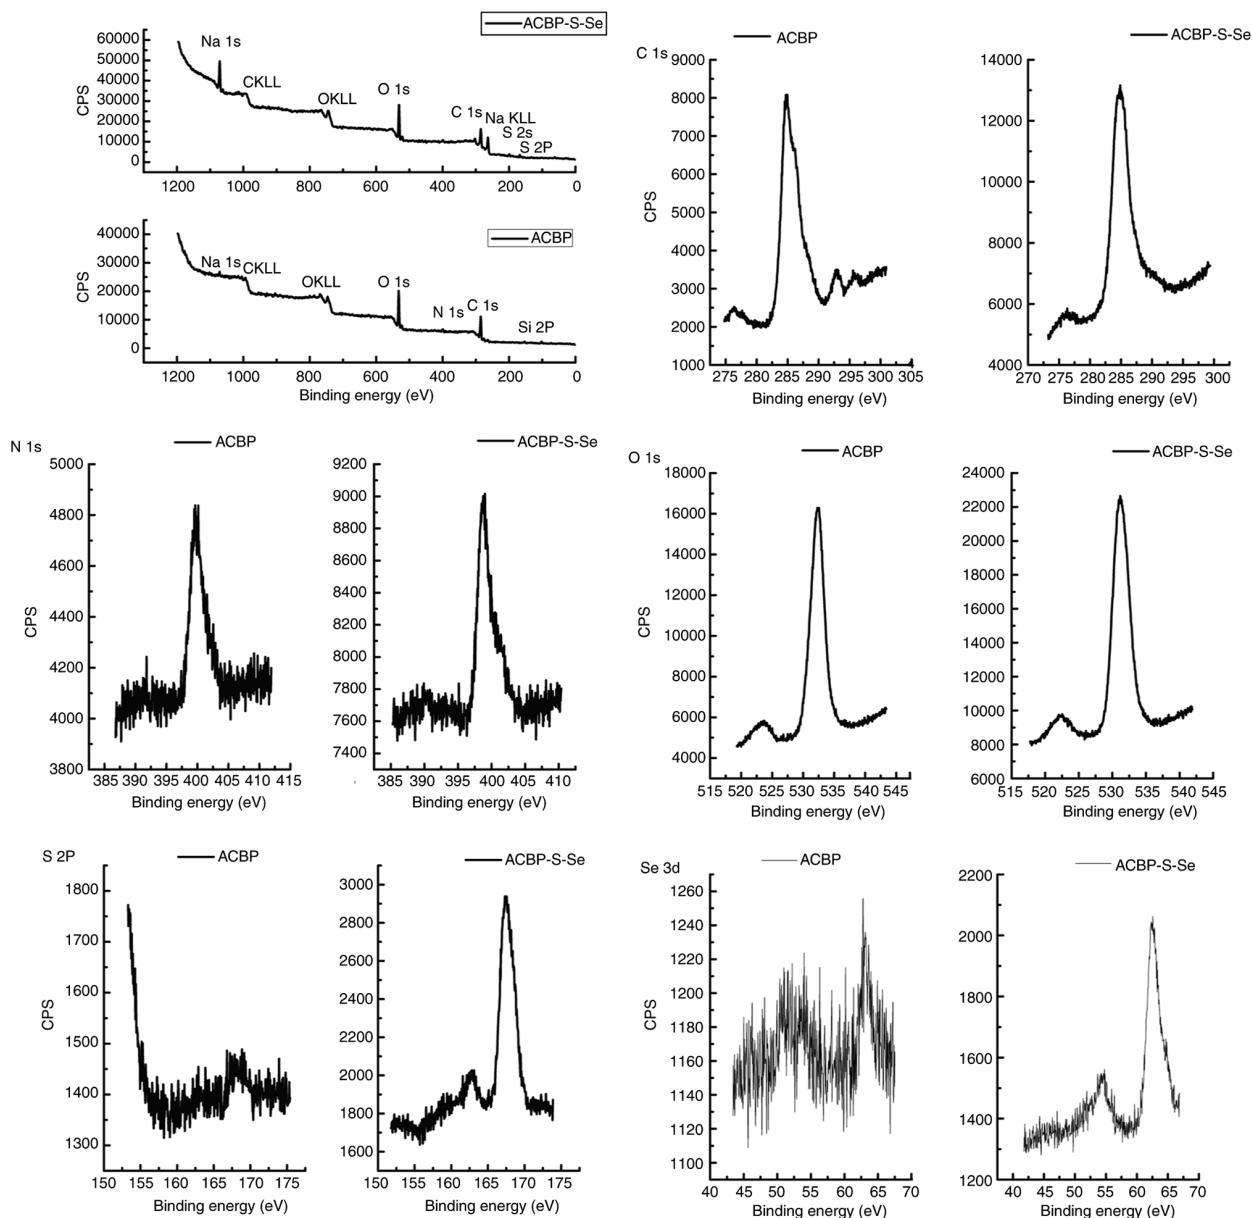 ACBP-S-Se
60000
50000
40000
30000
20000
10000
0
CPS
Na 1s
CKLL
OKLL
O 1s
C 1s
Na KLL
S 2s
S 2P
1200 1000 800 600 400 200 0
ACBP
40000
30000
20000
10000
0
CPS
Na 1s
CKLL
OKLL
O 1s
N 1s
C 1s
Si 2P
1200 1000 800 600 400 200 0
Binding energy (eV)
C 1s
ACBP
9000
8000
7000
6000
5000
4000
3000
2000
1000
CPS
275 280 285 290 295 300 305
Binding energy (eV)
ACBP-S-Se
14000
12000
10000
8000
6000
4000
270 275 280 285 290 295 300
Binding energy (eV)
N 1s
ACBP
5000
4800
4600
4400
4200
4000
3800
CPS
385 390 395 400 405 410 415
Binding energy (eV)
ACBP-S-Se
9200
9000
8800
8600
8400
8200
8000
7800
7600
7400
385 390 395 400 405 410
Binding energy (eV)
O 1s
ACBP
18000
16000
14000
12000
10000
8000
6000
4000
CPS
515 520 525 530 535 540 545
Binding energy (eV)
ACBP-S-Se
24000
22000
20000
18000
16000
14000
12000
10000
8000
6000
515 520 525 530 535 540 545
Binding energy (eV)
S 2P
ACBP
1800
1700
1600
1500
1400
1300
CPS
150 155 160 165 170 175
Binding energy (eV)
ACBP-S-Se
3000
2800
2600
2400
2200
2000
1800
1600
1500
150 155 160 165 170 175
Binding energy (eV)
Se 3d
ACBP
1260
1240
1220
1200
1180
1160
1140
1120
1100
CPS
40 45 50 55 60 65 70
Binding energy (eV)
ACBP-S-Se
2200
2000
1800
1600
1400
1200
40 45 50 55 60 65 70
Binding energy (eV)